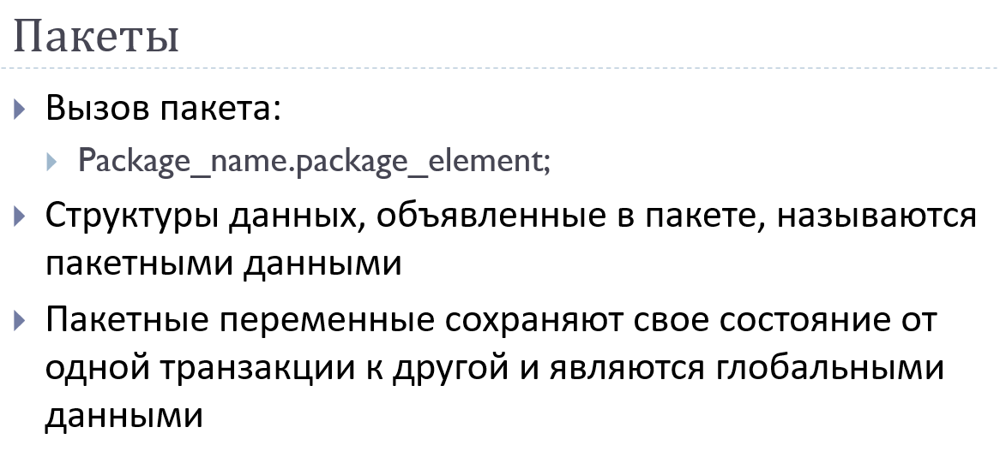 Пакеты
Вызов пакета:
Package_name.package_element;
Структуры данных, объявленные в пакете, называются
пакетными данными
Пакетные переменные сохраняют свое состояние от
одной транзакции к другой и являются глобальными
данными